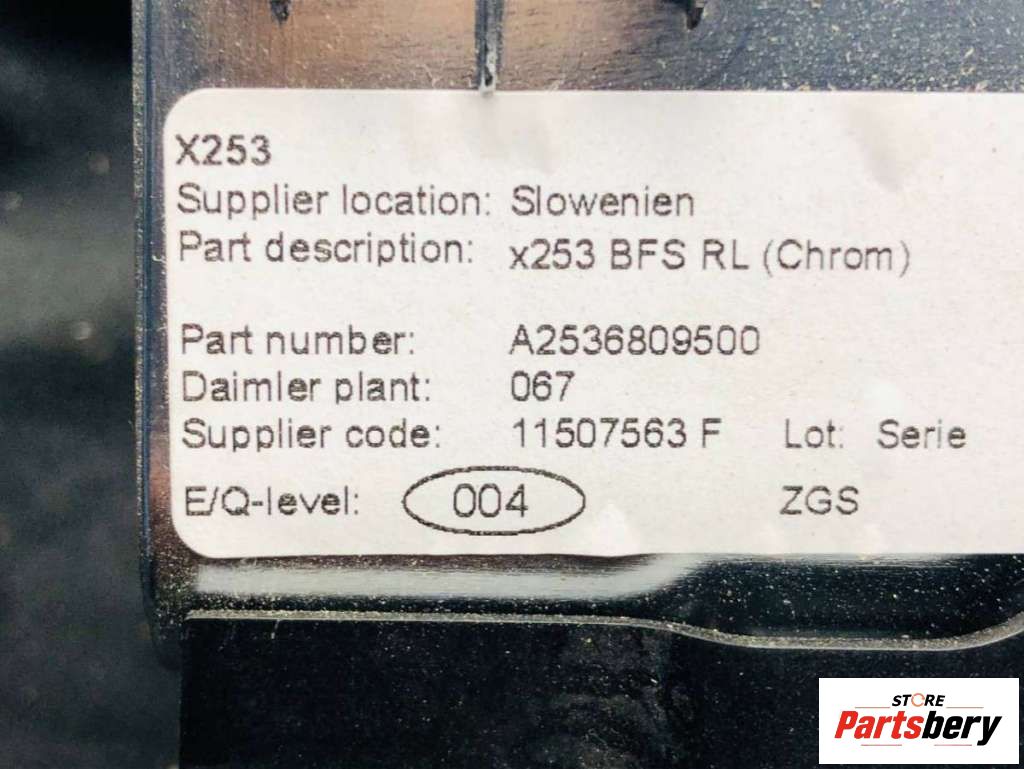 X253
Supplier location: Slowenien
Part description: x253 BFS RL (Chrom)
Part number: A2536809500
Daimler plant: 067
Supplier code: 11507563 F Lot: Serie
E/Q-level: 004 ZGS
STORE
Partsbery